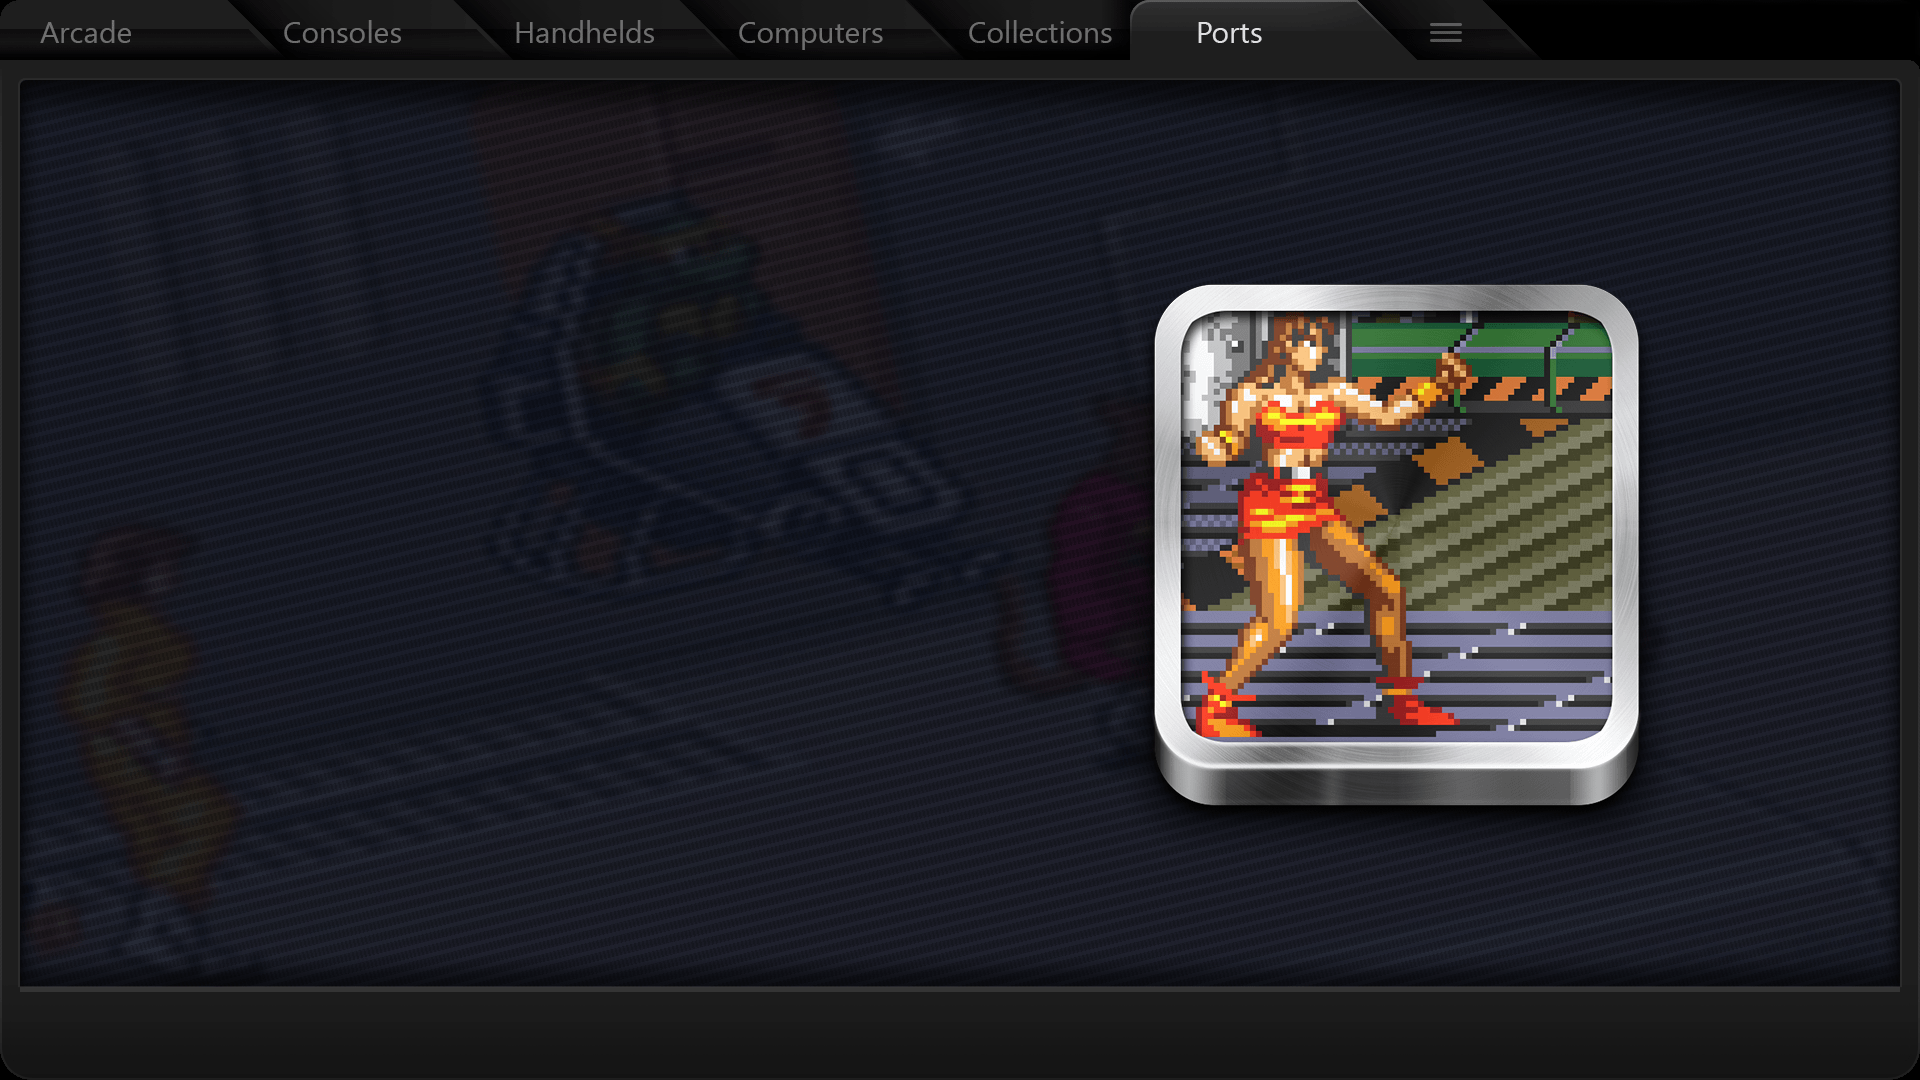 Arcade
Consoles
Handhelds
Computers
Collections
Ports